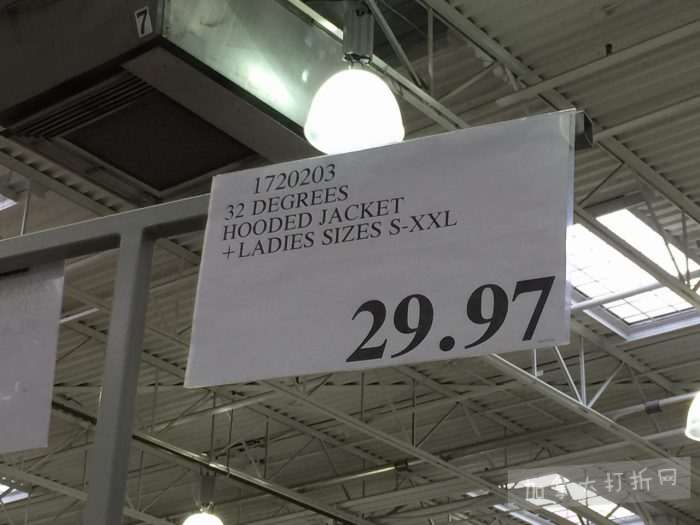 7
1720203
32 DEGREES
HOODED JACKET
+LADIES SIZES S-XXL
29.97
加拿大打折网